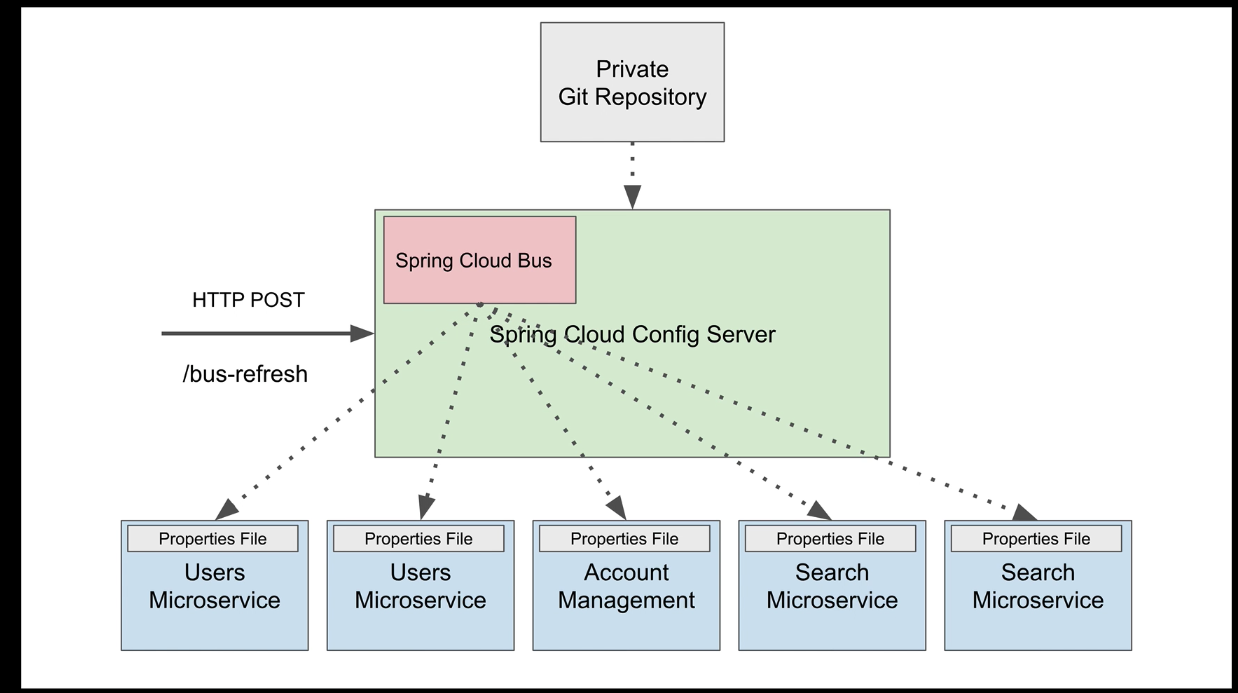 Private
Git Repository
Spring Cloud Bus
HTTP POST
Spring Cloud Config Server
/bus-refresh
Properties File
Users
Microservice
Properties File
Users
Microservice
Properties File
Account
Management
Properties File
Search
Microservice
Properties File
Search
Microservice